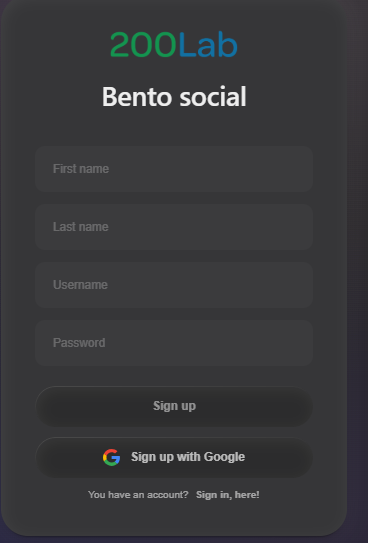 200Lab
Bento social
First name
Last name
Username
Password
Sign up
Sign up with Google
You have an account? Sign in, here!